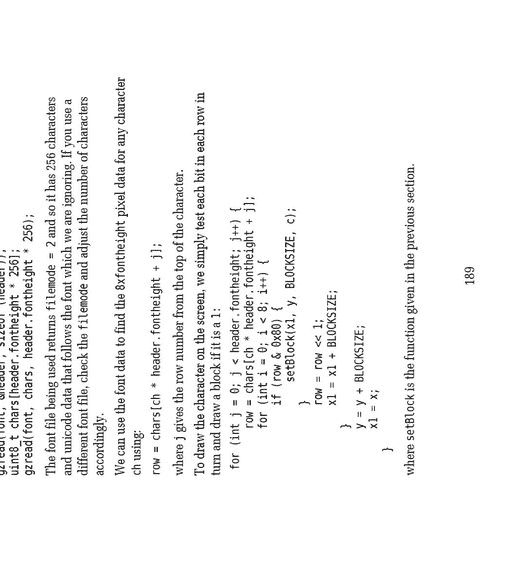 gzread(font, &header, sizeof (header));
uint8_t chars[header.fontheight * 256];
gzread(font, chars, header.fontheight * 256);
The font file being used returns filemode = 2 and so it has 256 characters
and unicode data that follows the font which we are ignoring. If you use a
different font file, check the filemode and adjust the number of characters
accordingly.
We can use the font data to find the 8xfontheight pixel data for any character
ch using:
row = chars[ch * header.fontheight + j];
where j gives the row number from the top of the character.
To draw the character on the screen, we simply test each bit in each row in
turn and draw a block if it is a 1:
for (int j = 0; j < header.fontheight; j++) {
row = chars[ch * header.fontheight + j];
for (int i = 0; i < 8; i++) {
if (row & 0x80) {
setBlock(x1, y, BLOCKSIZE, c);
}
row = row << 1;
x1 = x1 + BLOCKSIZE;
}
y = y + BLOCKSIZE;
x1 = x;
}
where setBlock is the function given in the previous section.
189